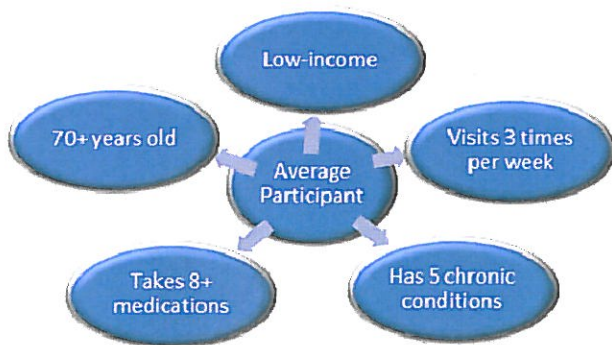 Low-income
70+ years old
Visits 3 times
per week
Average
Participant
Takes 8+
medications
Has 5 chronic
conditions